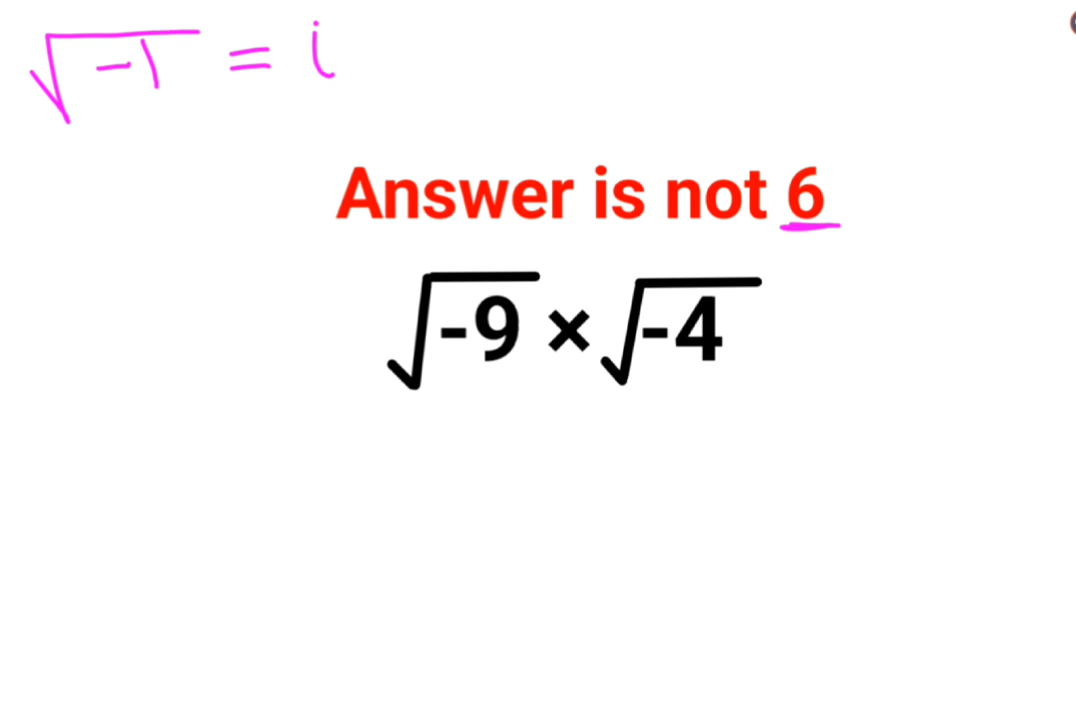 √-1 = i
Answer is not 6
√-9 × √-4